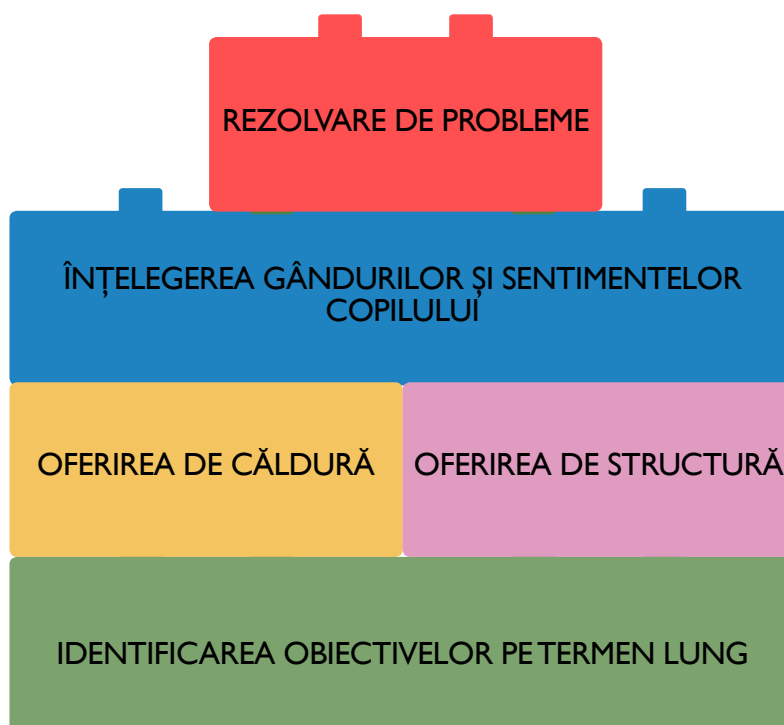 REZOLVARE DE PROBLEME
ÎNȚELEGEREA GÂNDURILOR ȘI SENTIMENTELOR
COPILULUI
OFERIREA DE CĂLDURĂ
OFERIREA DE STRUCTURĂ
IDENTIFICAREA OBIECTIVELOR PE TERMEN LUNG